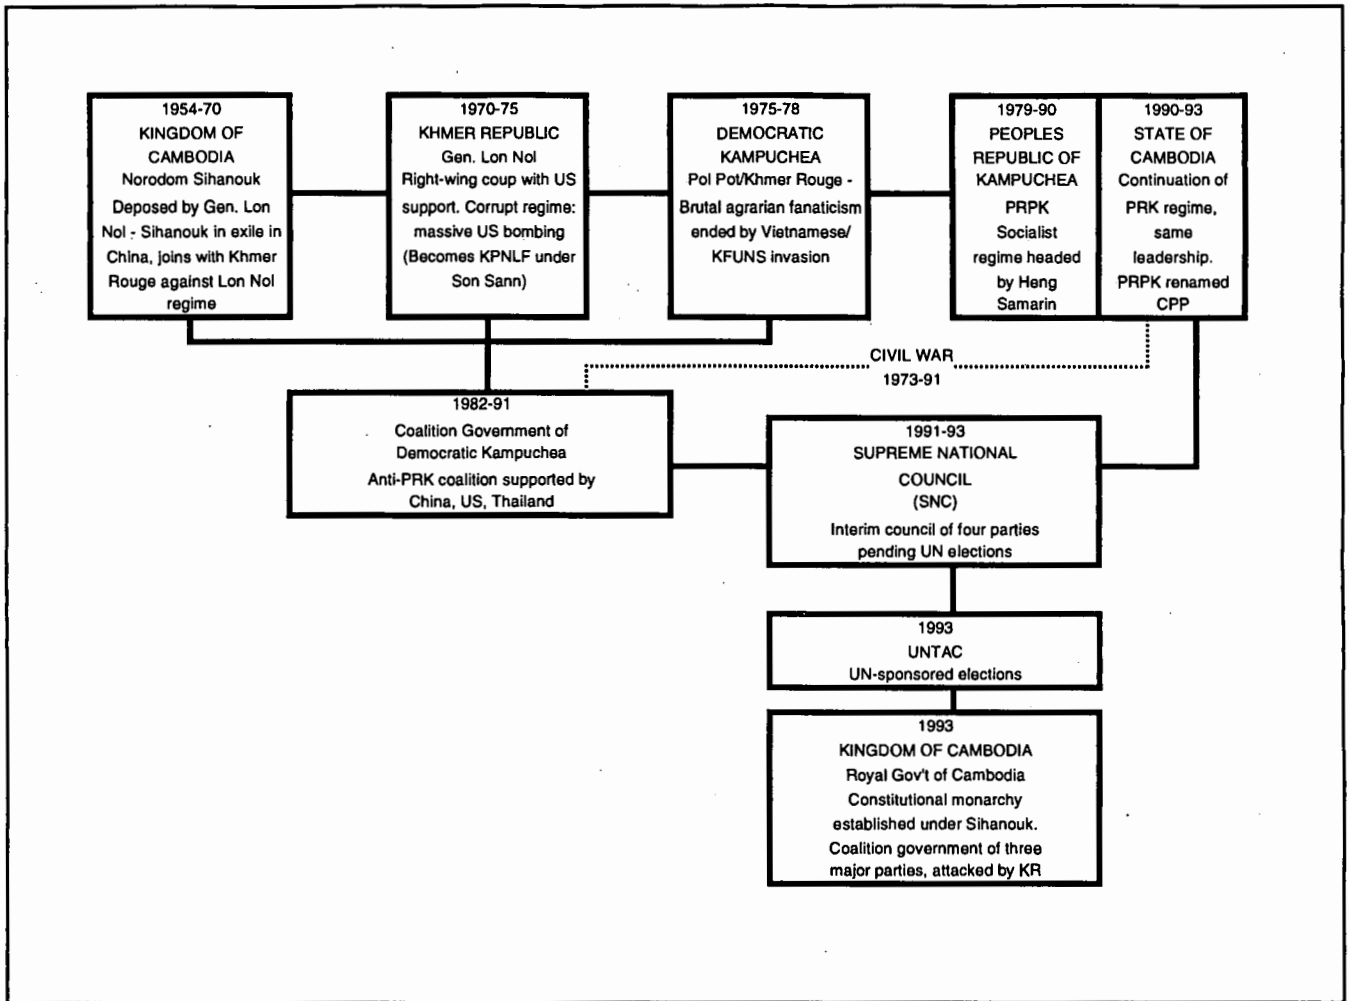 1954-70
KINGDOM OF
CAMBODIA
Norodom Sihanouk
Deposed by Gen. Lon
Nol - Sihanouk in exile in
China, joins with Khmer
Rouge against Lon Nol
regime
1970-75
KHMER REPUBLIC
Gen. Lon Nol
Right-wing coup with US
support. Corrupt regime:
massive US bombing
(Becomes KPNLF under
Son Sann)
1975-78
DEMOCRATIC
KAMPUCHEA
Pol Pot/Khmer Rouge -
Brutal agrarian fanaticism
ended by Vietnamese/
KFUNS invasion
1979-90
PEOPLES
REPUBLIC OF
KAMPUCHEA
PRPK
Socialist
regime headed
by Heng
Samarin
1990-93
STATE OF
CAMBODIA
Continuation of
PRK regime,
same
leadership.
PRPK renamed
CPP
CIVIL WAR
1973-91
1982-91
Coalition Government of
Democratic Kampuchea
Anti-PRK coalition supported by
China, US, Thailand
1991-93
SUPREME NATIONAL
COUNCIL
(SNC)
Interim council of four parties
pending UN elections
1993
UNTAC
UN-sponsored elections
1993
KINGDOM OF CAMBODIA
Royal Gov't of Cambodia
Constitutional monarchy
established under Sihanouk.
Coalition government of three
major parties, attacked by KR